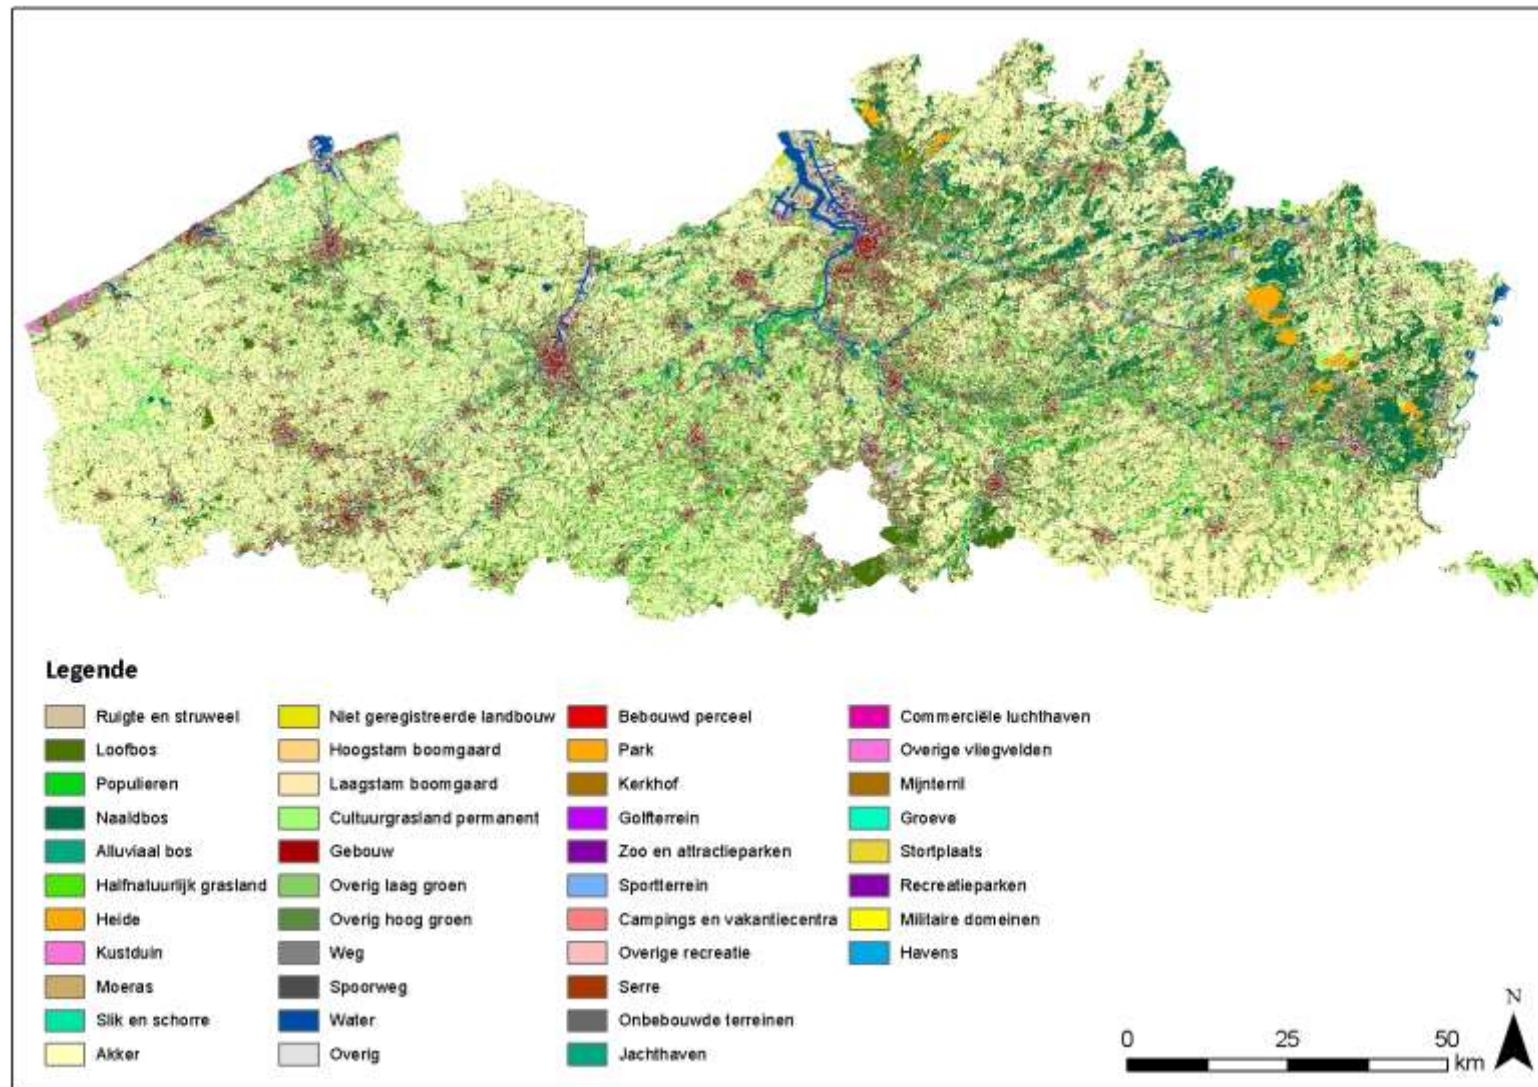 Legende
Ruigte en struweel
Loofbos
Populieren
Naaldbos
Alluviaal bos
Halfnatuurlijk grasland
Heide
Kustduin
Moeras
Slik en schorre
Akker
Niet geregistreerde landbouw
Hoogstam boomgaard
Laagstam boomgaard
Cultuurgrasland permanent
Gebouw
Overig laag groen
Overig hoog groen
Weg
Spoorweg
Water
Overig
Bebouwd perceel
Park
Kerkhof
Golfterrein
Zoo en attractieparken
Sportterrein
Campings en vakantiecentra
Overige recreatie
Serre
Onbebouwde terreinen
Jachthaven
Commerciële luchthaven
Overige vliegvelden
Mijnterril
Groeve
Stortplaats
Recreatieparken
Militaire domeinen
Havens
N
0 25 50
km